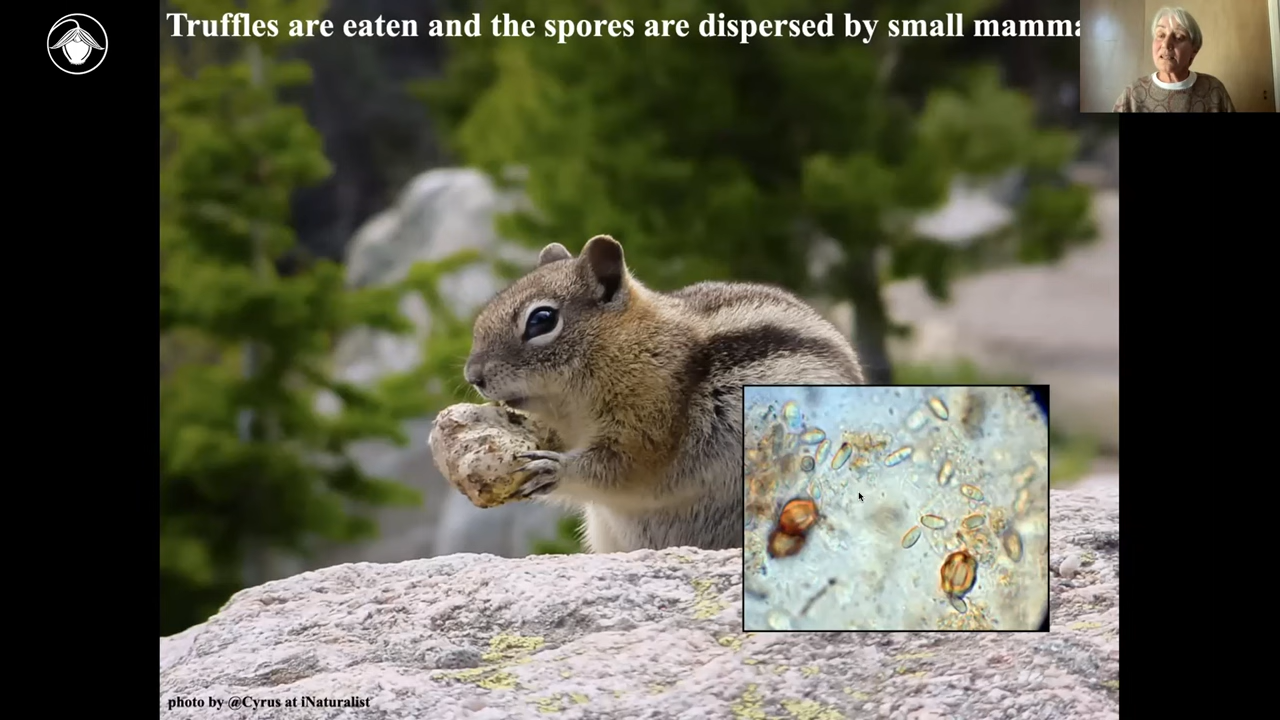 Truffles are eaten and the spores are dispersed by small mamma
photo by @Cyrus at iNaturalist